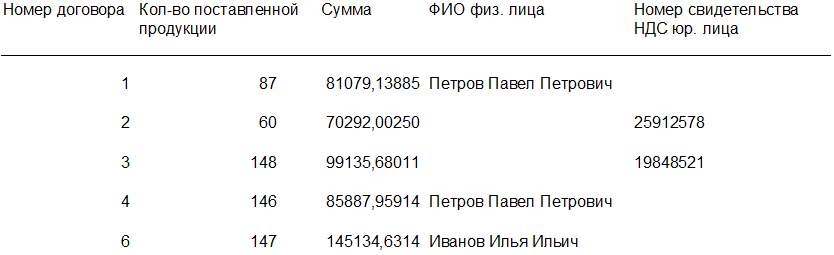 Номер договора Кол-во поставленной продукции Сумма ФИО физ. лица Номер свидетельства НДС юр. лица
1 87 81079,13885 Петров Павел Петрович
2 60 70292,00250 25912578
3 148 99135,68011 19848521
4 146 85887,95914 Петров Павел Петрович
6 147 145134,6314 Иванов Илья Ильич